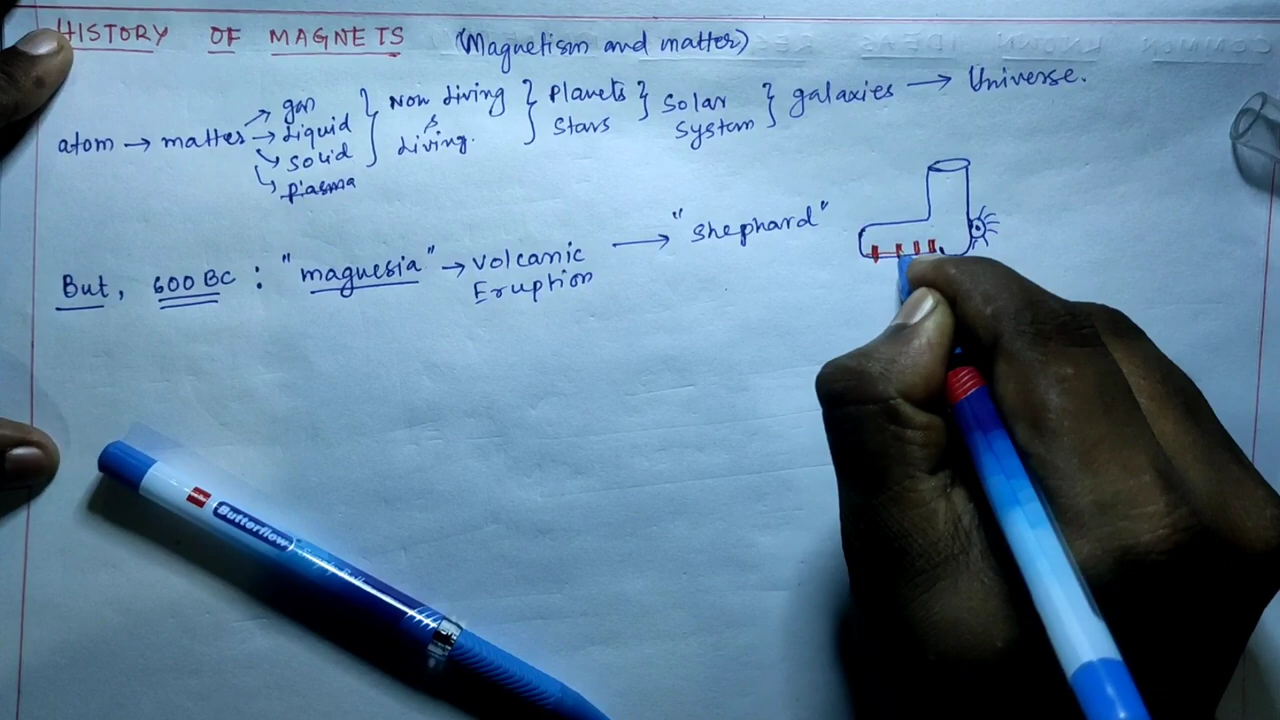 HISTORY OF MAGNETS (Magnetism and matter)
atom → matter → gas → Liquid → solid → plasma } Non living & living. } Planets Stars } Solar System } galaxies → Universe.
But, 600 BC : "magnesia" → volcanic Eruption → "shephard"
cello Butterflow